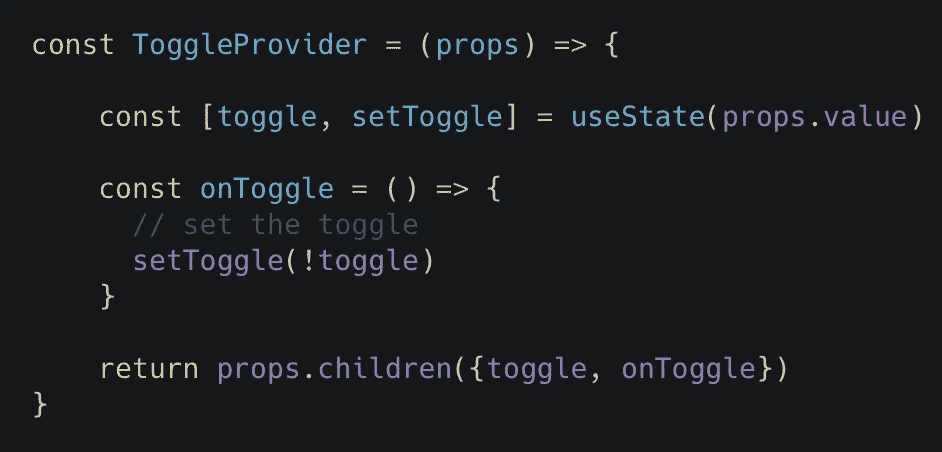 const ToggleProvider = (props) => {
const [toggle, setToggle] = useState(props.value)
const onToggle = () => {
// set the toggle
setToggle(!toggle)
}
return props.children({toggle, onToggle})
}